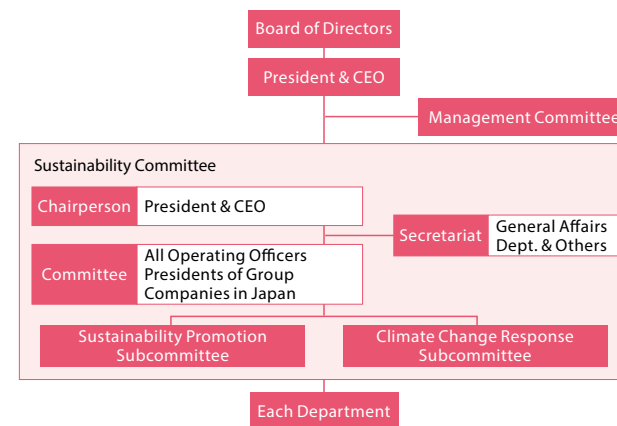 Board of Directors
President & CEO
Management Committee
Sustainability Committee
Chairperson
President & CEO
Secretariat
General Affairs
Dept. & Others
Committee
All Operating Officers
Presidents of Group
Companies in Japan
Sustainability Promotion
Subcommittee
Climate Change Response
Subcommittee
Each Department